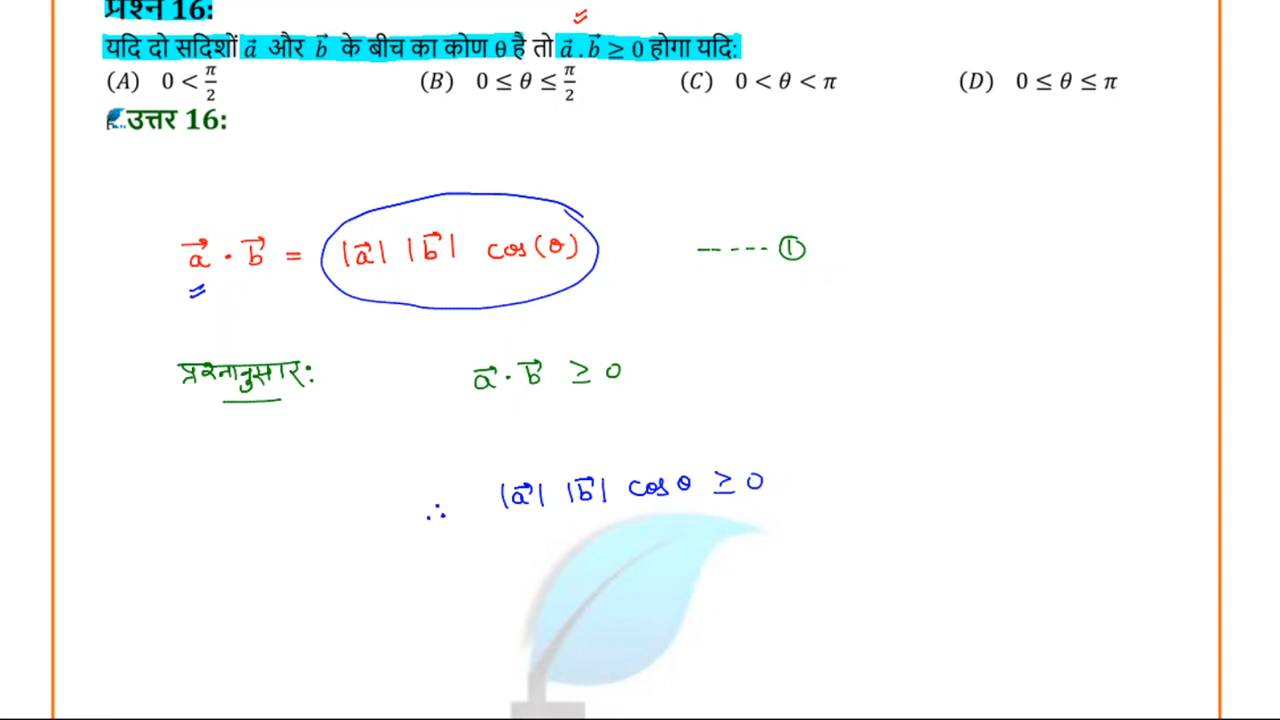 प्रश्न 16:
यदि दो सदिशों a⃗ और b⃗ के बीच का कोण θ है तो a⃗ . b⃗ ≥ 0 होगा यदि:
(A) 0 < π/2 (B) 0 ≤ θ ≤ π/2 (C) 0 < θ < π (D) 0 ≤ θ ≤ π
उत्तर 16:
a⃗ · b⃗ = |a⃗| |b⃗| cos(θ) ----- ①
प्रश्नानुसार: a⃗ · b⃗ ≥ 0
∴ |a⃗| |b⃗| cos θ ≥ 0